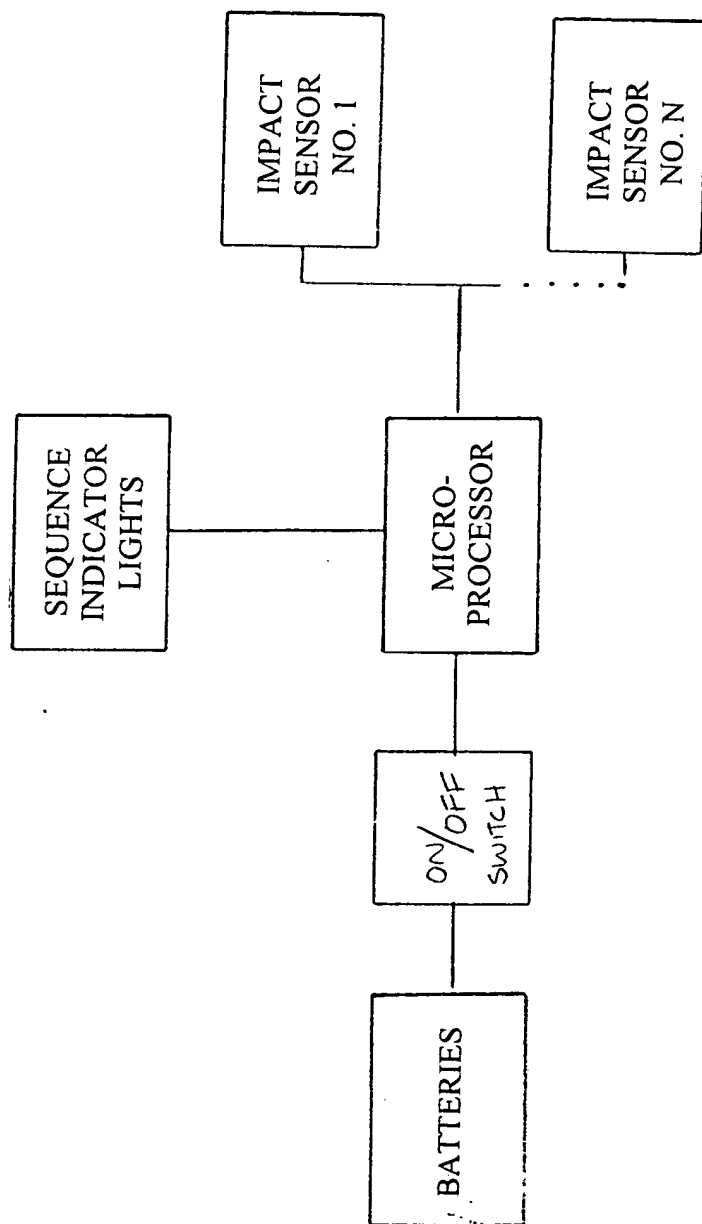 SEQUENCE
INDICATOR
LIGHTS
IMPACT
SENSOR
NO. 1
IMPACT
SENSOR
NO. N
MICRO-
PROCESSOR
ON/OFF
SWITCH
BATTERIES